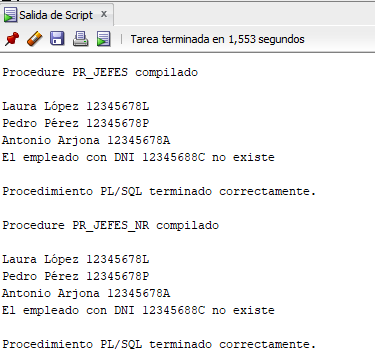 Salida de Script x
Tarea terminada en 1,553 segundos
Procedure PR_JEFES compilado
Laura López 12345678L
Pedro Pérez 12345678P
Antonio Arjona 12345678A
El empleado con DNI 12345688C no existe
Procedimiento PL/SQL terminado correctamente.
Procedure PR_JEFES_NR compilado
Laura López 12345678L
Pedro Pérez 12345678P
Antonio Arjona 12345678A
El empleado con DNI 12345688C no existe
Procedimiento PL/SQL terminado correctamente.